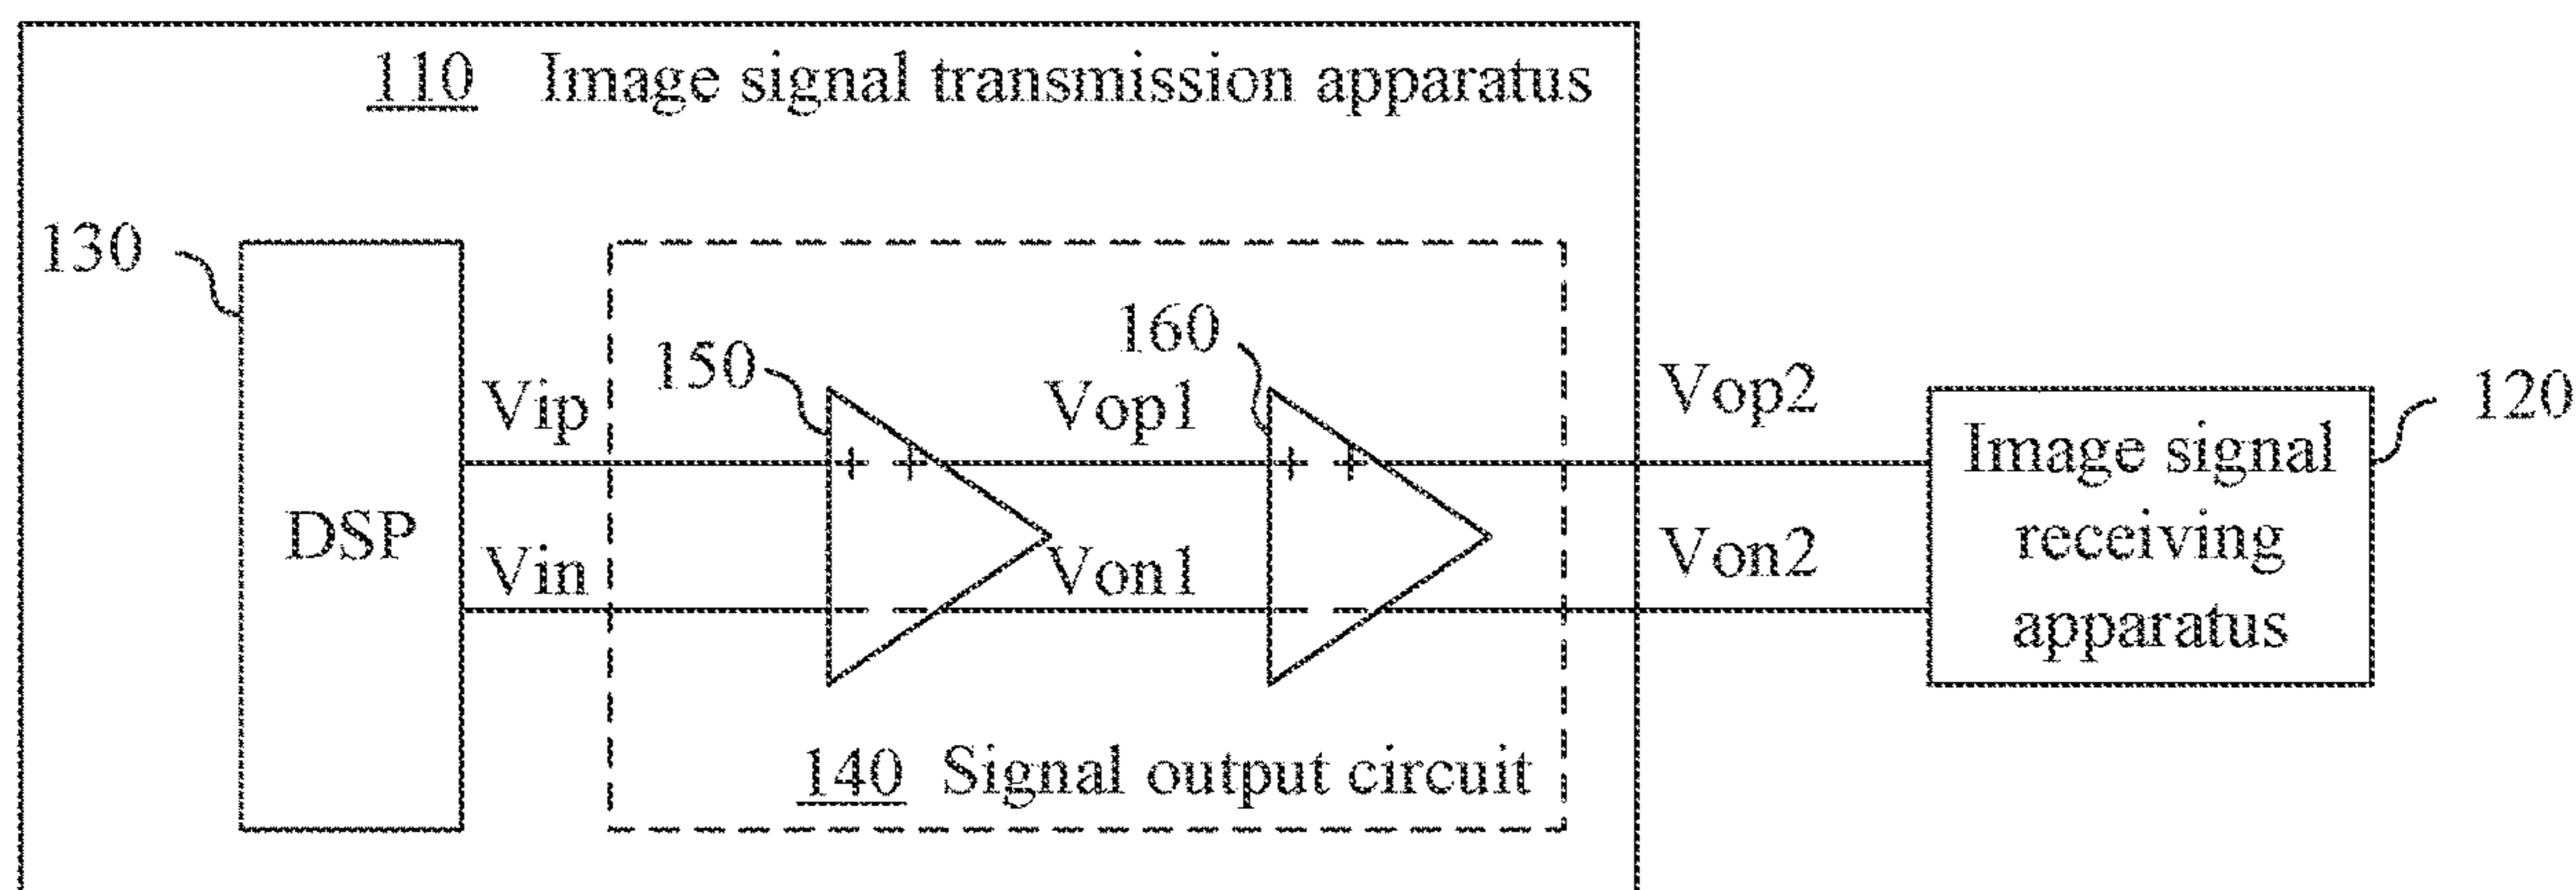 110 Image signal transmission apparatus
130
150
160
Vip
Vop1
Vop2
120
DSP
Vin
Von1
Von2
Image signal
receiving
apparatus
140 Signal output circuit